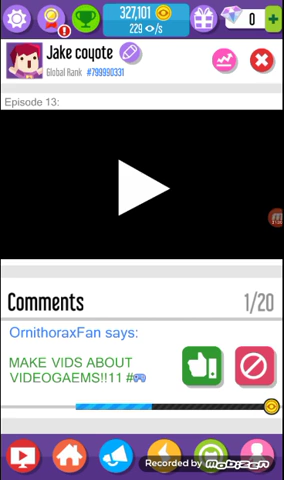 327,101
229 /s
0
Jake coyote
Global Rank #799990331
Episode 13:
Comments 1/20
OrnithoraxFan says:
MAKE VIDS ABOUT
VIDEOGAEMS!!11 #🎮
Recorded by mobizen